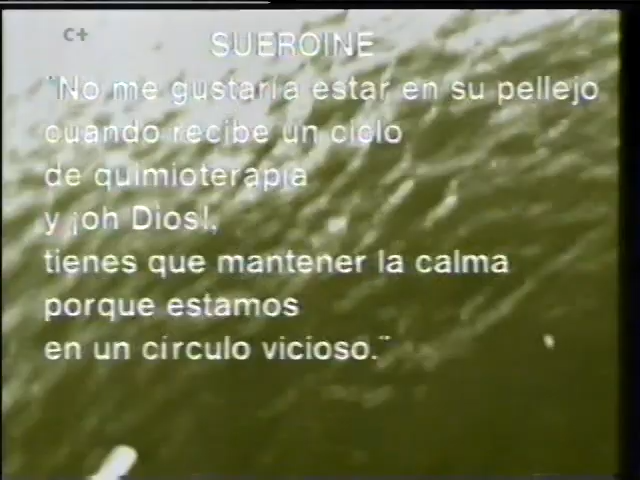 C+
SUEROINE
"No me gustaría estar en su pellejo
cuando recibe un ciclo
de quimioterapia
y ¡oh Dios!,
tienes que mantener la calma
porque estamos
en un círculo vicioso."